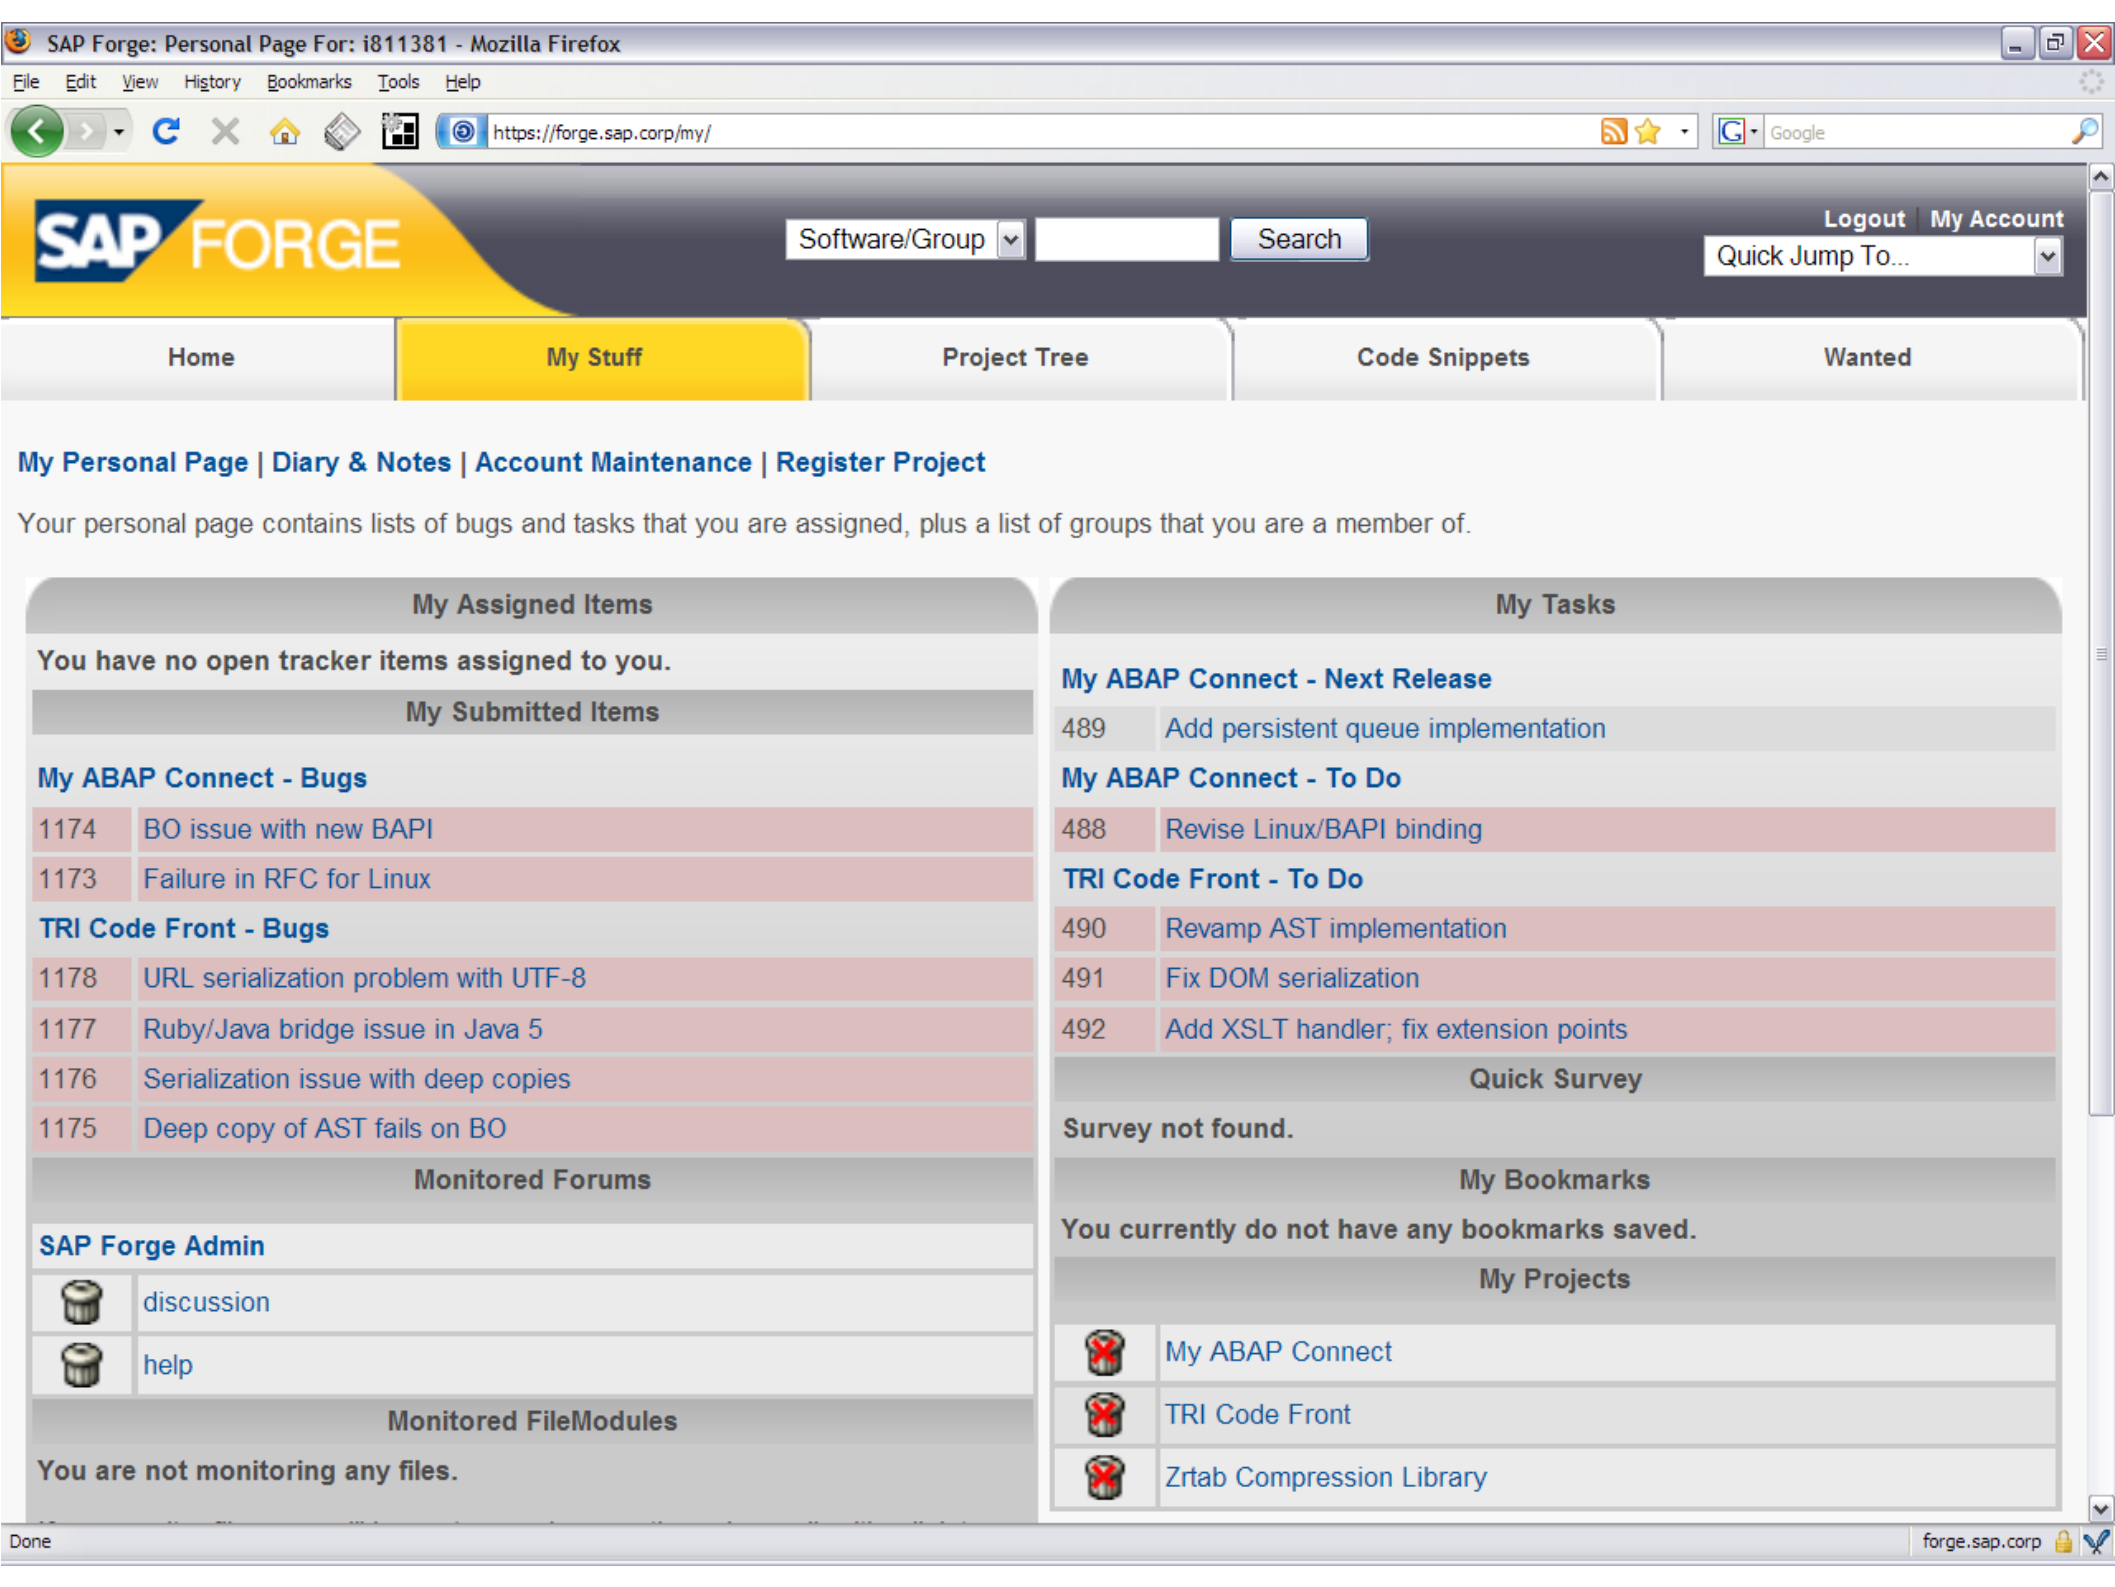 SAP Forge: Personal Page For: i811381 - Mozilla Firefox
File Edit View History Bookmarks Tools Help
https://forge.sap.corp/my/
Google
SAP FORGE
Software/Group
Search
Logout My Account
Quick Jump To...
Home
My Stuff
Project Tree
Code Snippets
Wanted
My Personal Page | Diary & Notes | Account Maintenance | Register Project
Your personal page contains lists of bugs and tasks that you are assigned, plus a list of groups that you are a member of.
My Assigned Items
You have no open tracker items assigned to you.
My Submitted Items
My ABAP Connect - Bugs
1174 BO issue with new BAPI
1173 Failure in RFC for Linux
TRI Code Front - Bugs
1178 URL serialization problem with UTF-8
1177 Ruby/Java bridge issue in Java 5
1176 Serialization issue with deep copies
1175 Deep copy of AST fails on BO
Monitored Forums
SAP Forge Admin
discussion
help
Monitored FileModules
You are not monitoring any files.
My Tasks
My ABAP Connect - Next Release
489 Add persistent queue implementation
My ABAP Connect - To Do
488 Revise Linux/BAPI binding
TRI Code Front - To Do
490 Revamp AST implementation
491 Fix DOM serialization
492 Add XSLT handler; fix extension points
Quick Survey
Survey not found.
My Bookmarks
You currently do not have any bookmarks saved.
My Projects
My ABAP Connect
TRI Code Front
Zrtab Compression Library
Done
forge.sap.corp